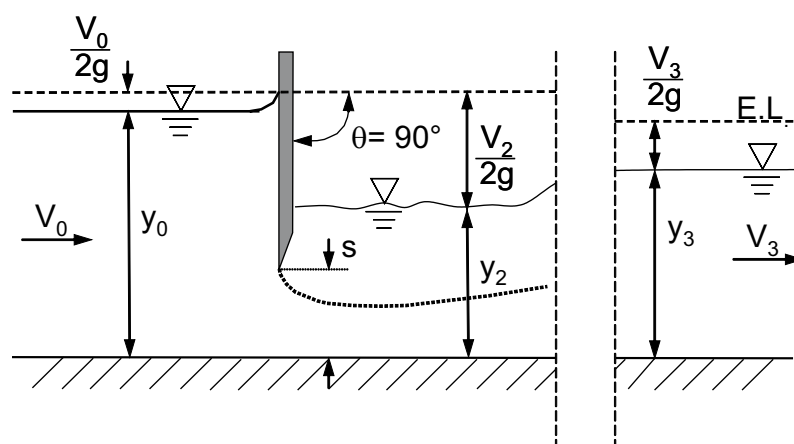 V₀
2g
θ= 90°
V₂
2g
V₃
2g
E.L.
V₀
y₀
s
y₂
y₃
V₃